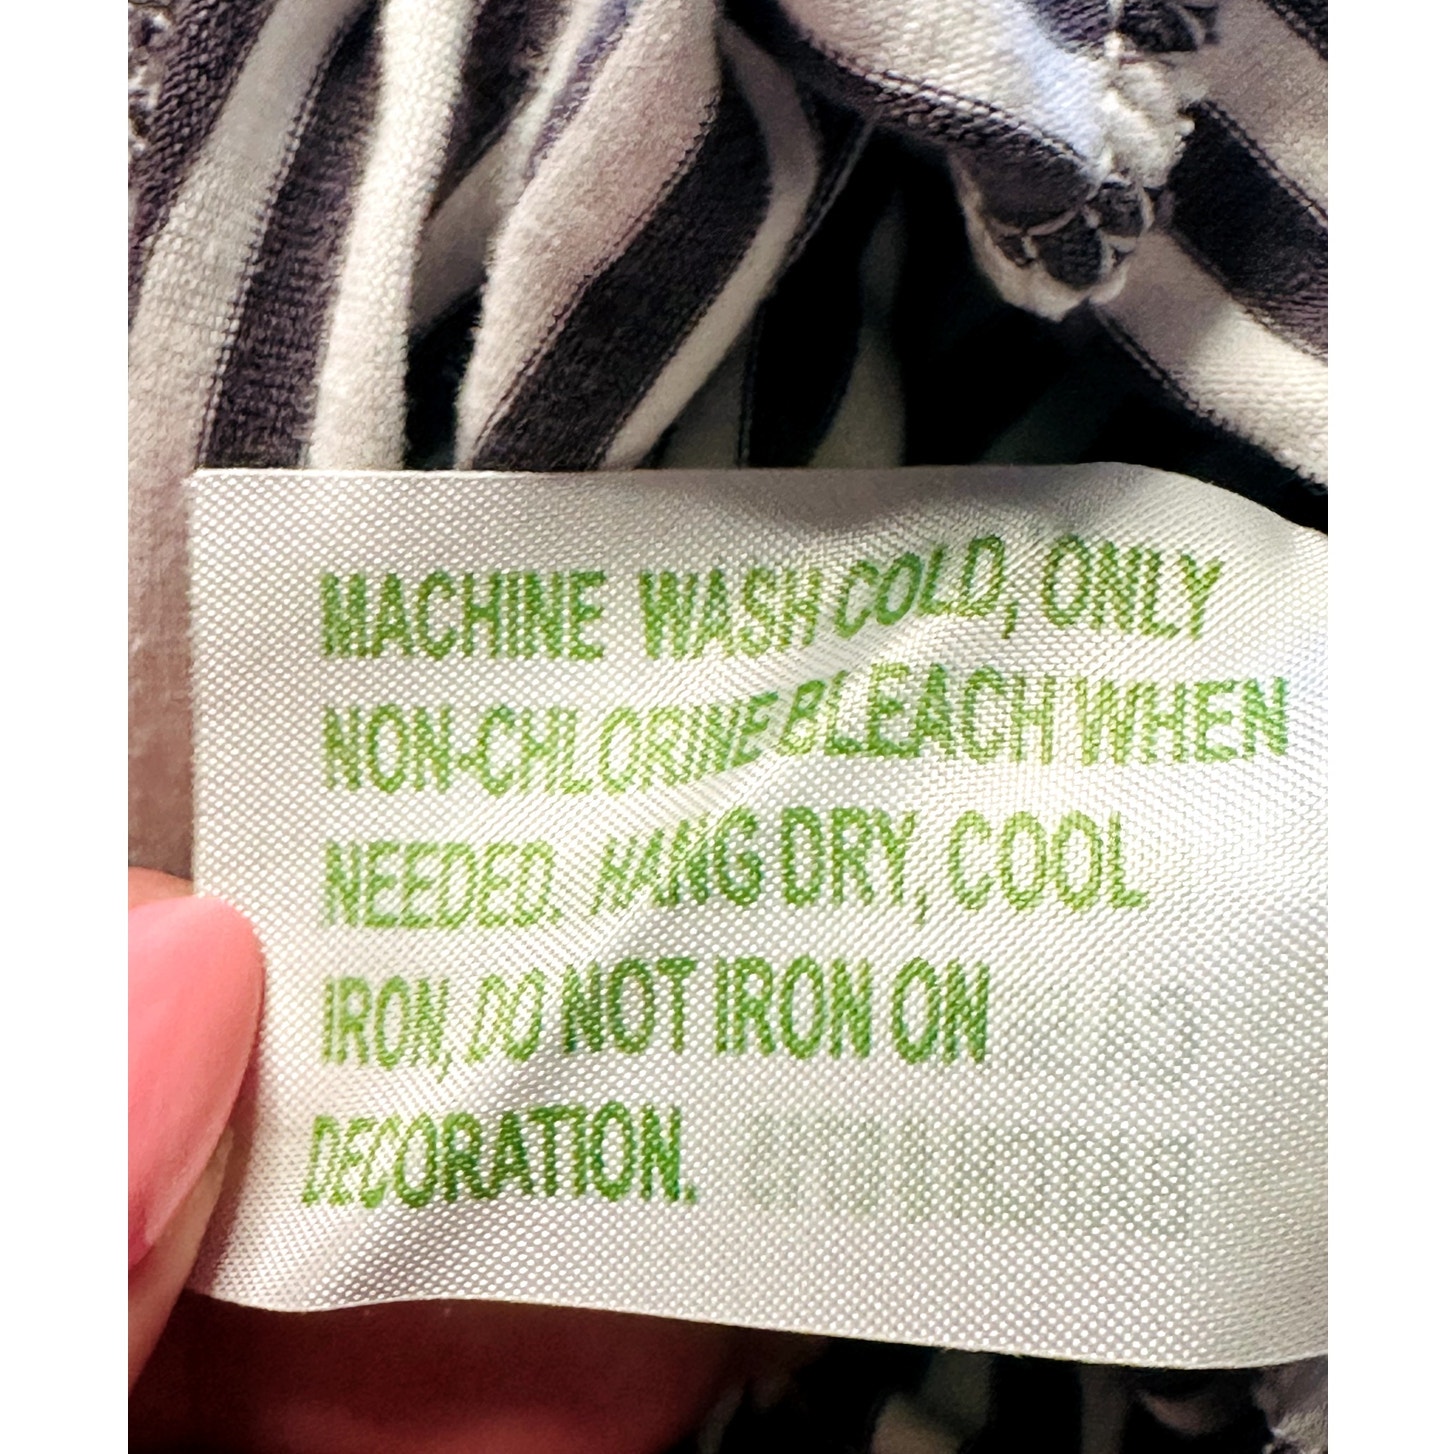 MACHINE WASH COLD, ONLY
NON-CHLORINE BLEACH WHEN
NEEDED. HANG DRY, COOL
IRON, DO NOT IRON ON
DECORATION.